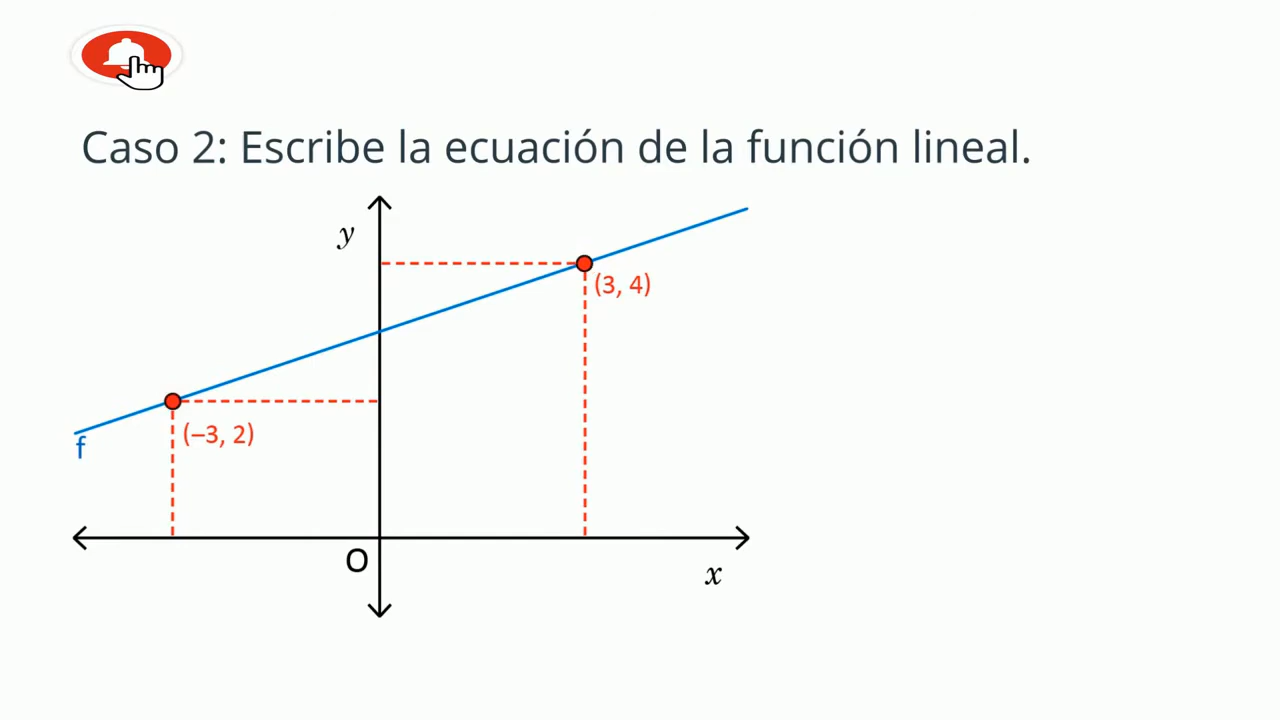 Caso 2: Escribe la ecuación de la función lineal.
y
(3, 4)
(–3, 2)
f
O
x